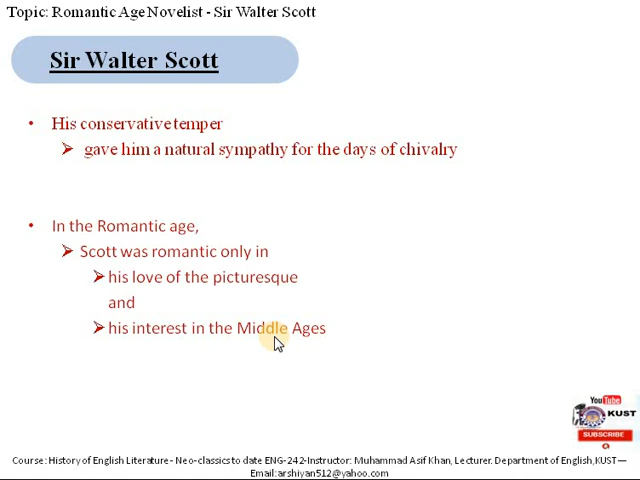 Topic: Romantic Age Novelist - Sir Walter Scott
Sir Walter Scott
• His conservative temper
➢ gave him a natural sympathy for the days of chivalry
• In the Romantic age,
➢ Scott was romantic only in
➢ his love of the picturesque
and
➢ his interest in the Middle Ages
YouTube
KUST
SUBSCRIBE
Course: History of English Literature - Neo-classics to date ENG-242-Instructor: Muhammad Asif Khan, Lecturer. Department of English,KUST—
Email:arshiyan512@yahoo.com